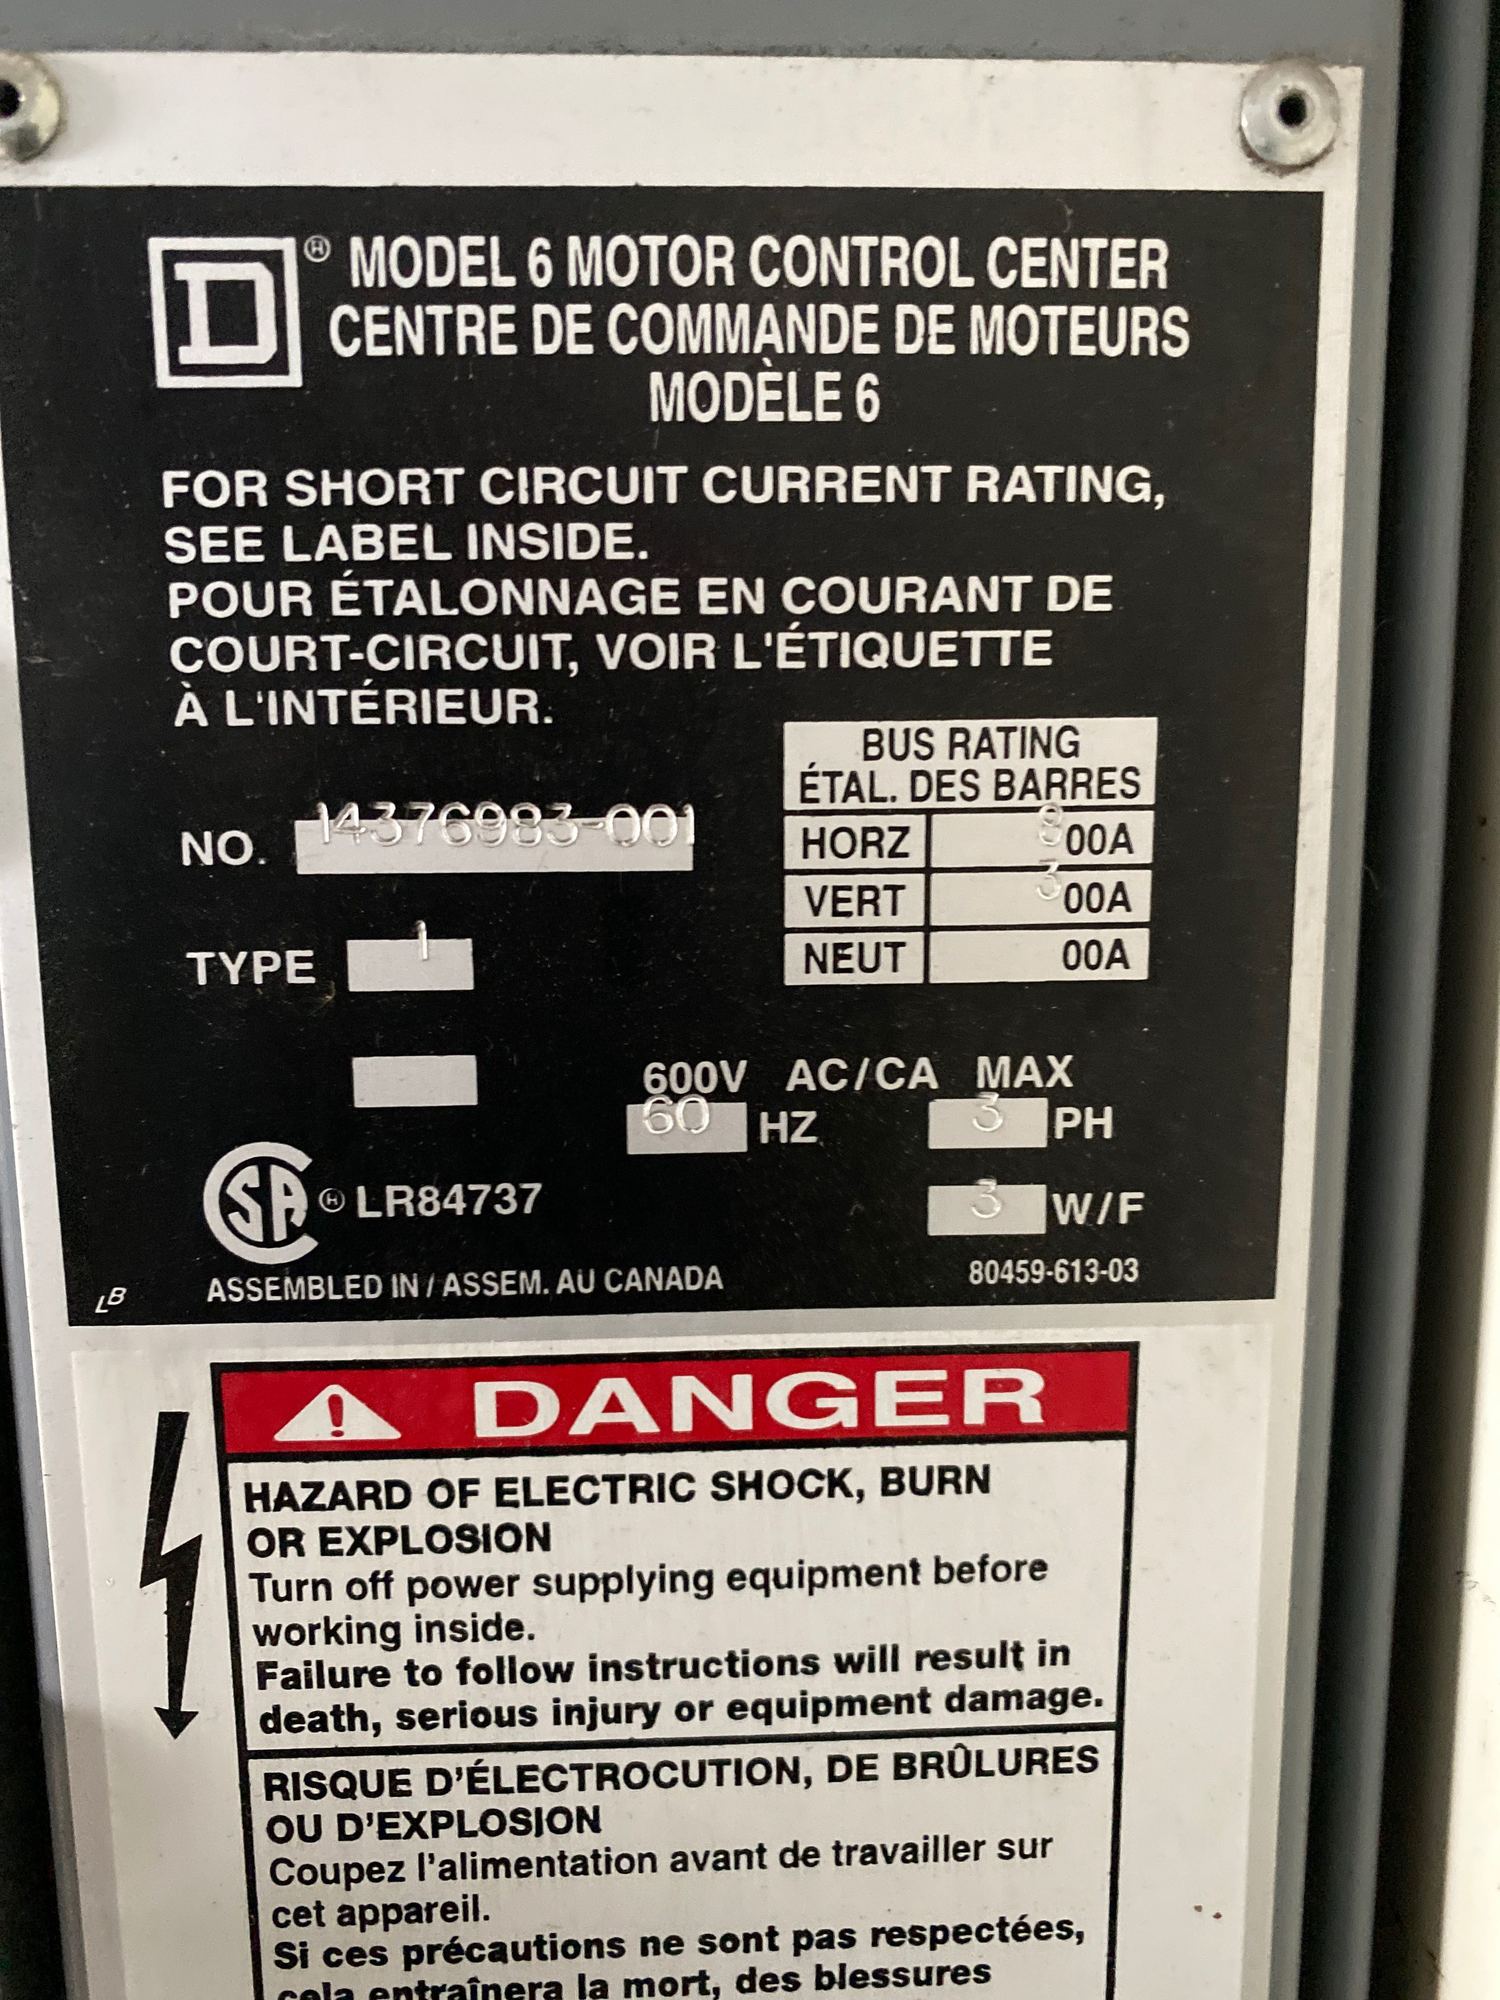 D® MODEL 6 MOTOR CONTROL CENTER
CENTRE DE COMMANDE DE MOTEURS
MODÈLE 6
FOR SHORT CIRCUIT CURRENT RATING,
SEE LABEL INSIDE.
POUR ÉTALONNAGE EN COURANT DE
COURT-CIRCUIT, VOIR L'ÉTIQUETTE
À L'INTÉRIEUR.
BUS RATING
ÉTAL. DES BARRES
HORZ 800A
VERT 300A
NEUT 00A
NO. 14376983-001
TYPE 1
600V AC/CA MAX
60 HZ 3 PH
3 W/F
CSA ® LR84737
ASSEMBLED IN / ASSEM. AU CANADA
80459-613-03
LB
⚠ DANGER
HAZARD OF ELECTRIC SHOCK, BURN
OR EXPLOSION
Turn off power supplying equipment before
working inside.
Failure to follow instructions will result in
death, serious injury or equipment damage.
RISQUE D'ÉLECTROCUTION, DE BRÛLURES
OU D'EXPLOSION
Coupez l'alimentation avant de travailler sur
cet appareil.
Si ces précautions ne sont pas respectées,
cela entraînera la mort, des blessures